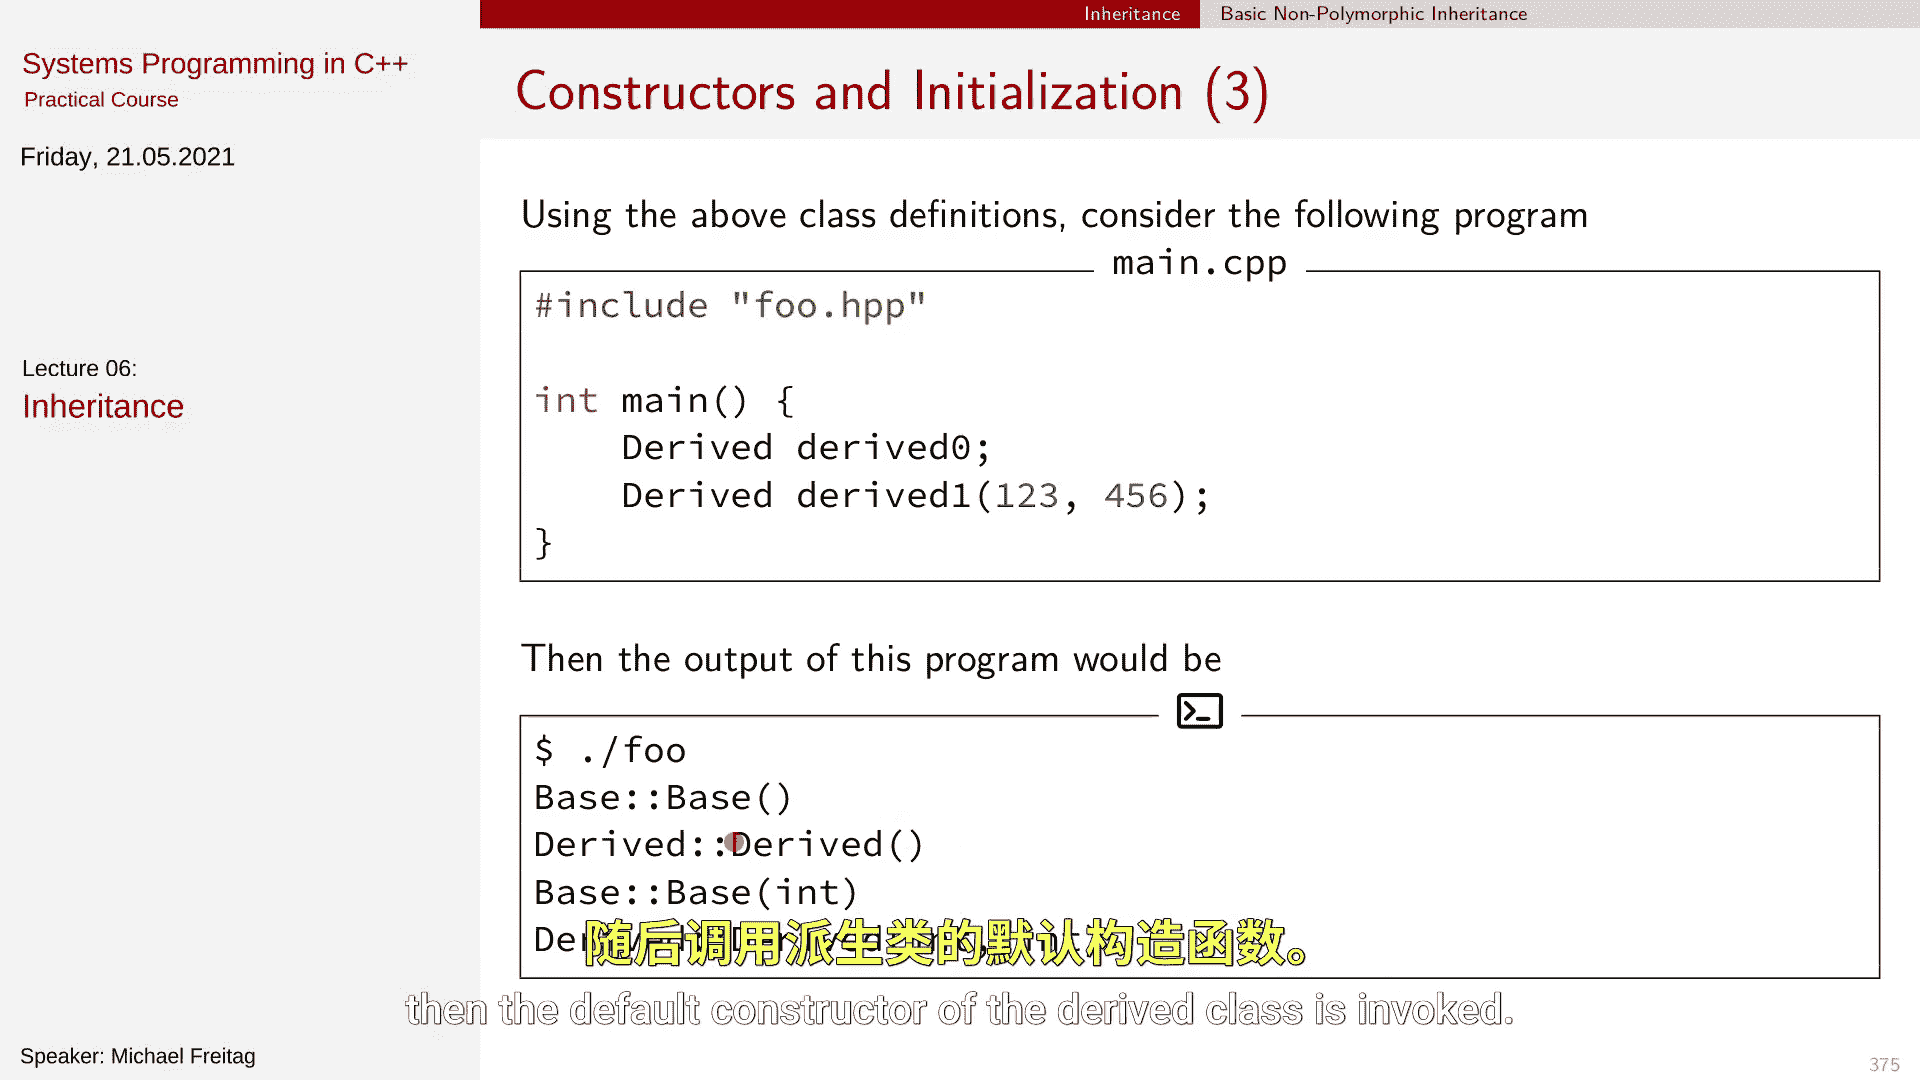 Inheritance
Basic Non-Polymorphic Inheritance
Systems Programming in C++
Practical Course
Friday, 21.05.2021
Lecture 06:
Inheritance
Constructors and Initialization (3)
Using the above class definitions, consider the following program
main.cpp
#include "foo.hpp"
int main() {
Derived derived0;
Derived derived1(123, 456);
}
Then the output of this program would be
$ ./foo
Base::Base()
Derived::Derived()
Base::Base(int)
随后调用派生类的默认构造函数。
then the default constructor of the derived class is invoked.
Speaker: Michael Freitag
375